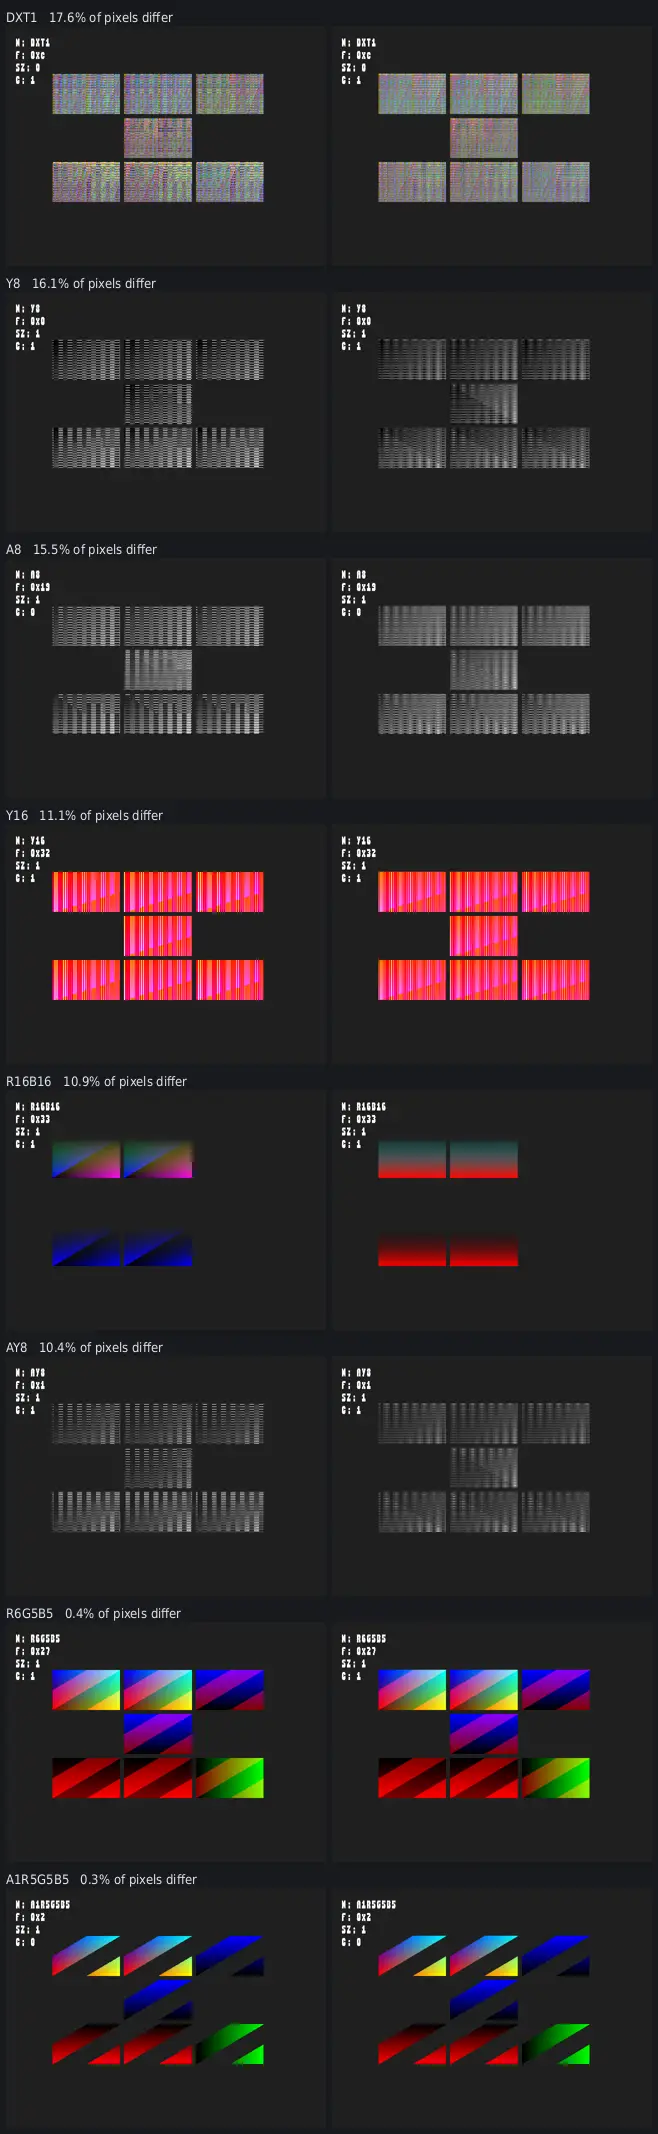 DXT1 17.6% of pixels differ
N: DXT1
F: 0xc
SZ: 0
C: 1
N: DXT1
F: 0xc
SZ: 0
C: 1
Y8 16.1% of pixels differ
N: Y8
F: 0x0
SZ: 1
C: 1
N: Y8
F: 0x0
SZ: 1
C: 1
A8 15.5% of pixels differ
N: A8
F: 0x19
SZ: 1
C: 0
N: A8
F: 0x19
SZ: 1
C: 0
Y16 11.1% of pixels differ
N: Y16
F: 0x32
SZ: 1
C: 1
N: Y16
F: 0x32
SZ: 1
C: 1
R16B16 10.9% of pixels differ
N: R16B16
F: 0x33
SZ: 1
C: 1
N: R16B16
F: 0x33
SZ: 1
C: 1
AY8 10.4% of pixels differ
N: AY8
F: 0x1
SZ: 1
C: 1
N: AY8
F: 0x1
SZ: 1
C: 1
R6G5B5 0.4% of pixels differ
N: R6G5B5
F: 0x27
SZ: 1
C: 1
N: R6G5B5
F: 0x27
SZ: 1
C: 1
A1R5G5B5 0.3% of pixels differ
N: A1R5G5B5
F: 0x2
SZ: 1
C: 0
N: A1R5G5B5
F: 0x2
SZ: 1
C: 0